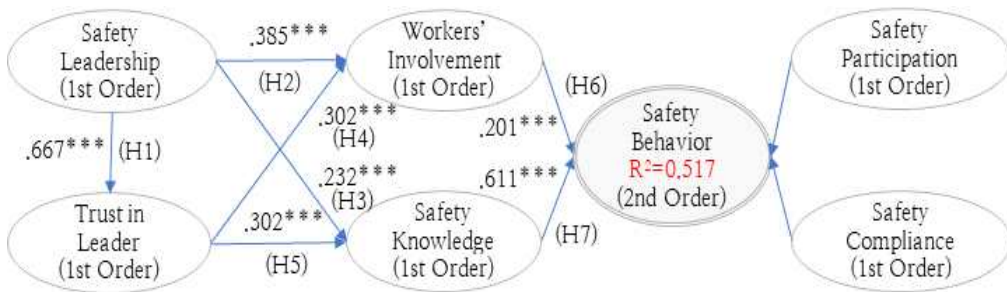 Safety
Leadership
(1st Order)
.385***
(H2)
Workers'
Involvement
(1st Order)
Safety
Participation
(1st Order)
.667***
(H1)
.302***
(H4)
.232***
(H3)
(H6)
.201***
.611***
(H7)
Safety
Behavior
R²=0.517
(2nd Order)
Trust in
Leader
(1st Order)
.302***
(H5)
Safety
Knowledge
(1st Order)
Safety
Compliance
(1st Order)